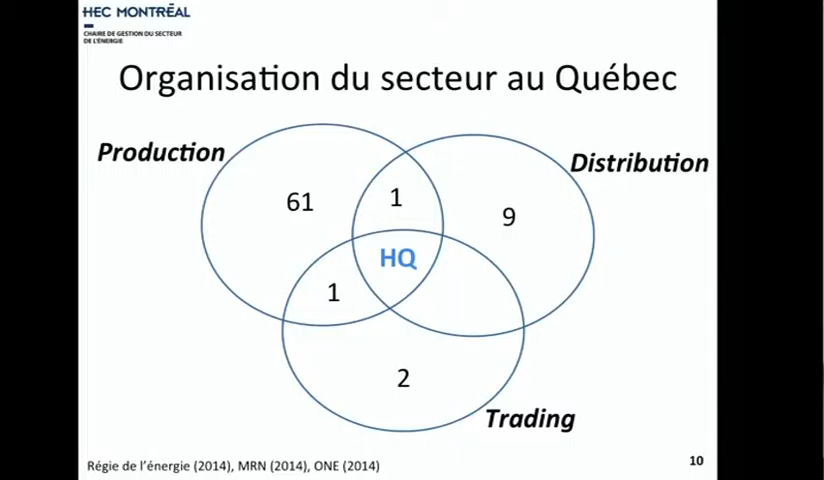 HEC MONTRĒAL
CHAIRE DE GESTION DU SECTEUR
DE L'ÉNERGIE
Organisation du secteur au Québec
Production
Distribution
61
1
9
HQ
1
2
Trading
Régie de l'énergie (2014), MRN (2014), ONE (2014)
10